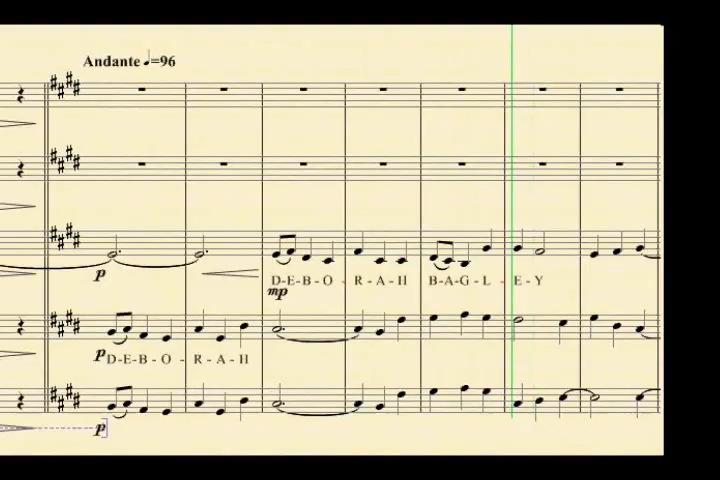 Andante ♩=96
p
D-E-B-O - R-A-H B-A-G-L - E-Y
mp
p D-E-B-O - R-A-H
p